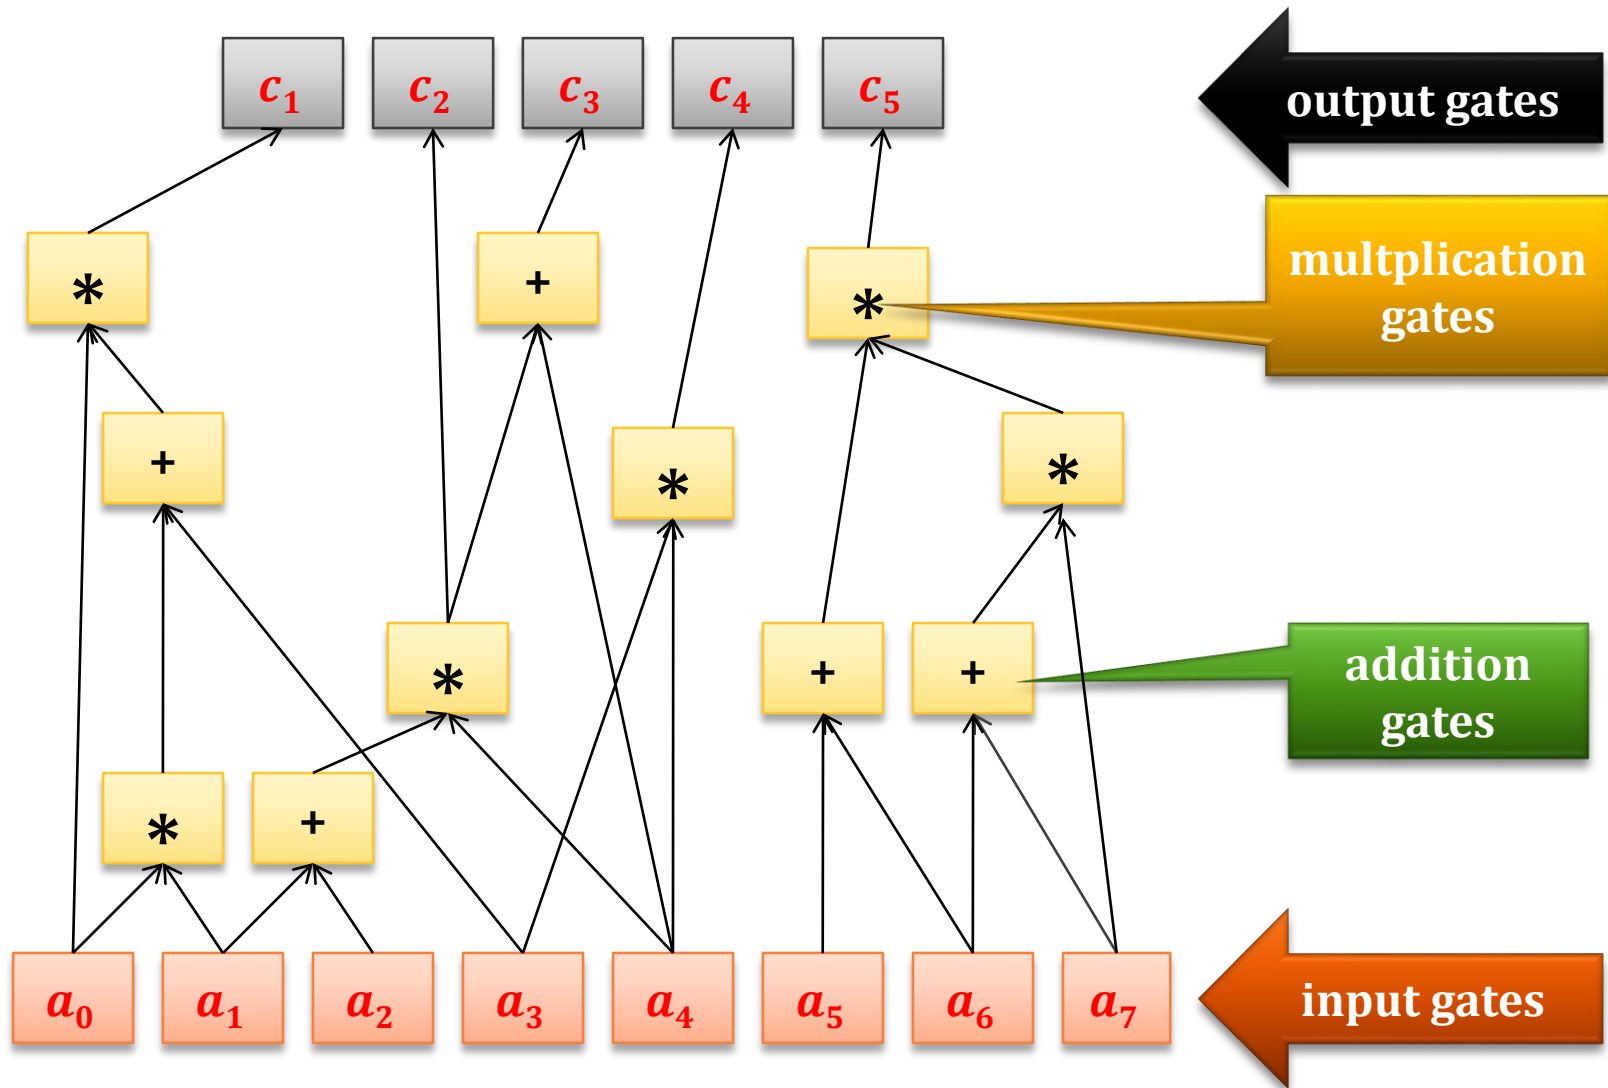 c₁ c₂ c₃ c₄ c₅
output gates
* + *
multplication
gates
+ * *
* + +
addition
gates
* +
a₀ a₁ a₂ a₃ a₄ a₅ a₆ a₇
input gates